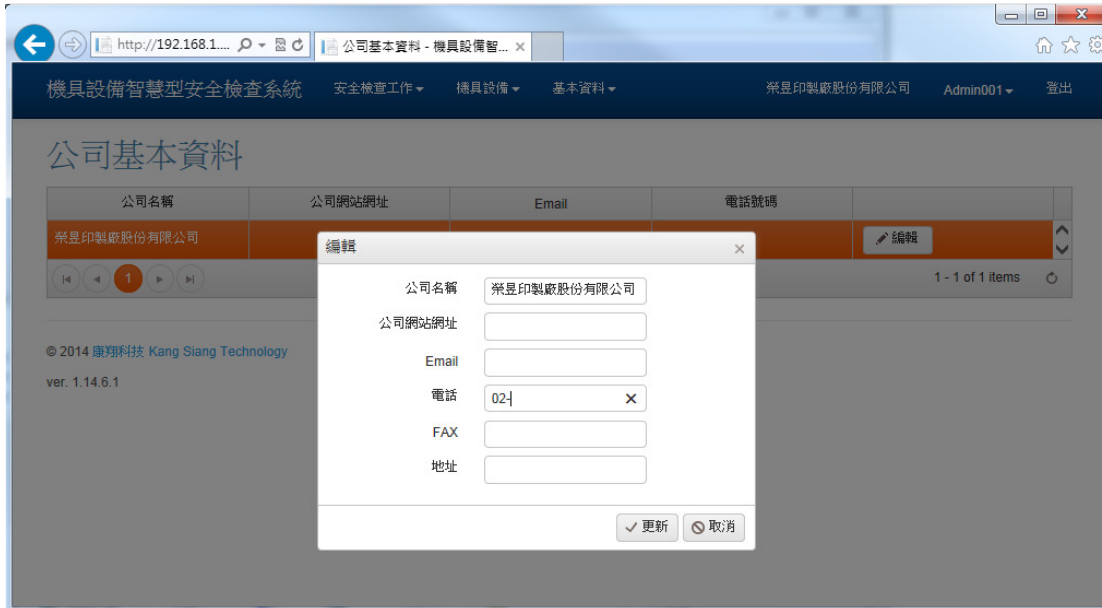 http://192.168.1....
公司基本資料 - 機具設備智...
機具設備智慧型安全檢查系統 安全檢查工作 機具設備 基本資料 榮昱印製廠股份有限公司 Admin001 登出
公司基本資料
公司名稱 公司網站網址 Email 電話號碼
榮昱印製廠股份有限公司 編輯
1 1 - 1 of 1 items
編輯
公司名稱 榮昱印製廠股份有限公司
公司網站網址
Email
電話 02-
FAX
地址
更新 取消
© 2014 康翔科技 Kang Siang Technology
ver. 1.14.6.1